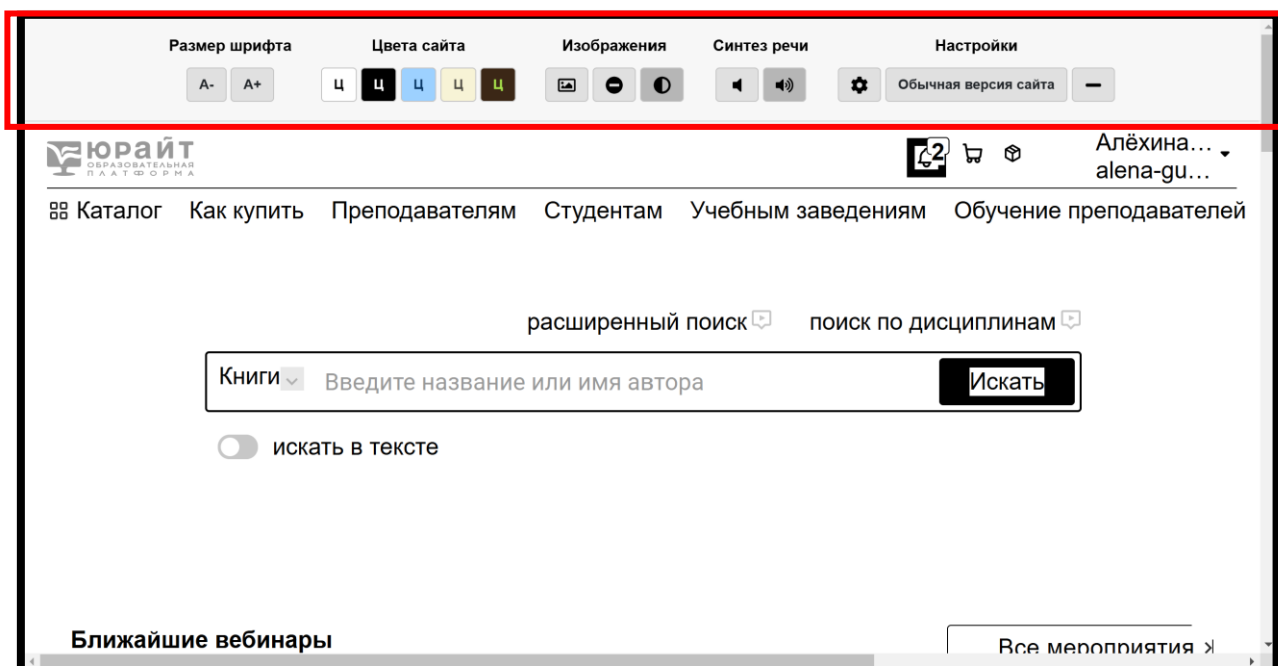 Размер шрифта Цвета сайта Изображения Синтез речи Настройки
А- А+ Ц Ц Ц Ц Ц Обычная версия сайта
юрайт
ОБРАЗОВАТЕЛЬНАЯ
ПЛАТФОРМА
2
Алёхина...
alena-gu...
Каталог Как купить Преподавателям Студентам Учебным заведениям Обучение преподавателей
расширенный поиск поиск по дисциплинам
Книги Введите название или имя автора Искать
искать в тексте
Ближайшие вебинары Все мероприятия